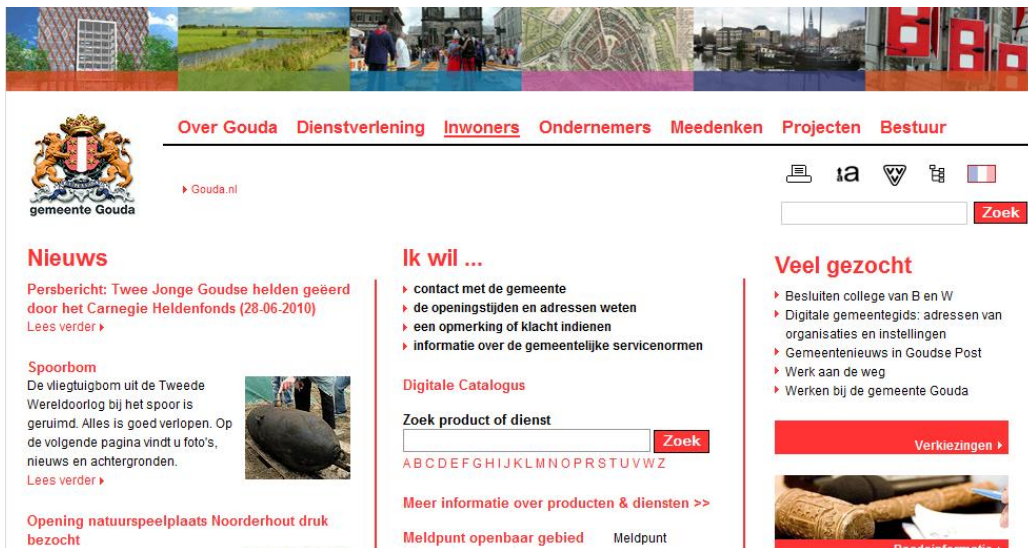 Over Gouda Dienstverlening Inwoners Ondernemers Meedenken Projecten Bestuur
gemeente Gouda
Gouda.nl
Zoek
Nieuws
Persbericht: Twee Jonge Goudse helden geëerd
door het Carnegie Heldenfonds (28-06-2010)
Lees verder
Spoorbom
De vliegtuigbom uit de Tweede
Wereldoorlog bij het spoor is
geruimd. Alles is goed verlopen. Op
de volgende pagina vindt u foto's,
nieuws en achtergronden.
Lees verder
Opening natuurspeelplaats Noorderhout druk
bezocht
Ik wil ...
contact met de gemeente
de openingstijden en adressen weten
een opmerking of klacht indienen
informatie over de gemeentelijke servicenormen
Digitale Catalogus
Zoek product of dienst
Zoek
A B C D E F G H I J K L M N O P R S T U V W Z
Meer informatie over producten & diensten >>
Meldpunt openbaar gebied Meldpunt
Veel gezocht
Besluiten college van B en W
Digitale gemeentegids: adressen van
organisaties en instellingen
Gemeentenieuws in Goudse Post
Werk aan de weg
Werken bij de gemeente Gouda
Verkiezingen